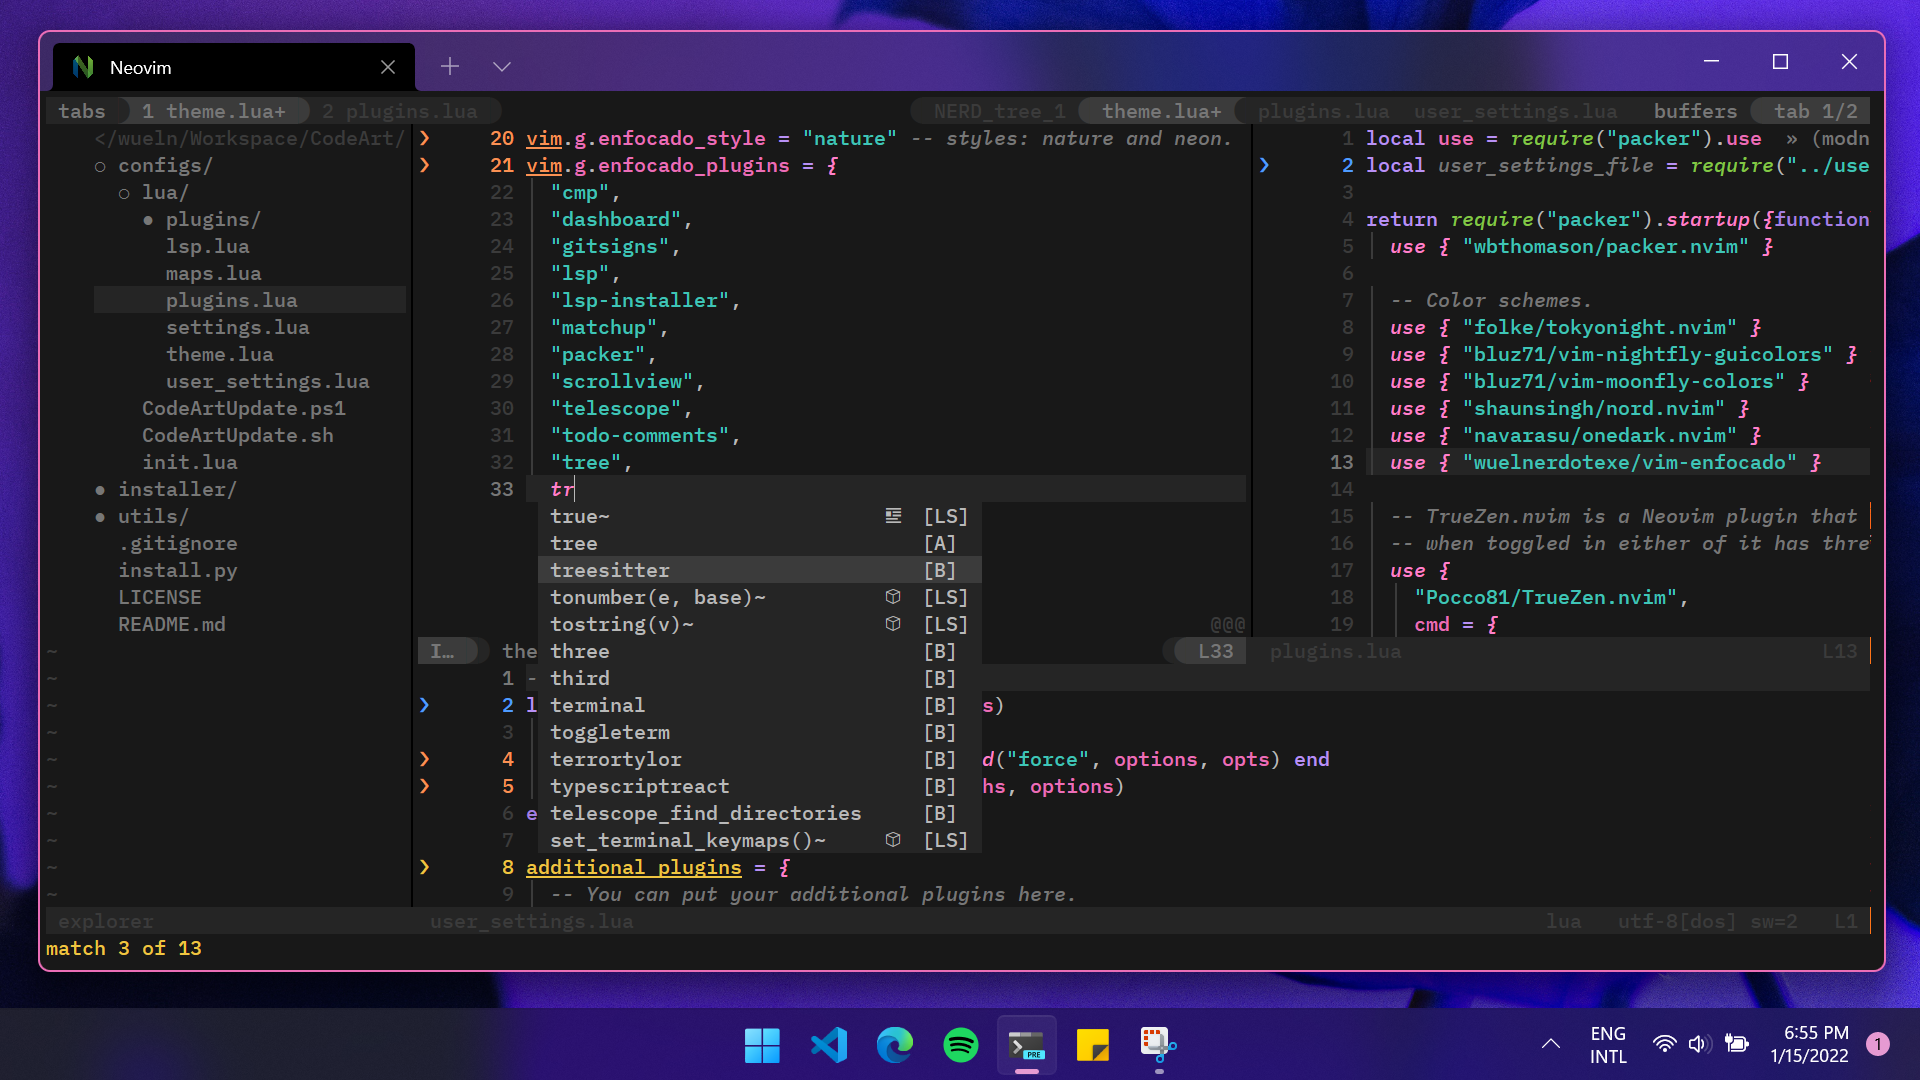 Neovim
tabs 1 theme.lua+ 2 plugins.lua
NERD_tree_1 theme.lua+ plugins.lua user_settings.lua buffers tab 1/2
</wueln/Workspace/CodeArt/
○ configs/
○ lua/
● plugins/
lsp.lua
maps.lua
plugins.lua
settings.lua
theme.lua
user_settings.lua
CodeArtUpdate.ps1
CodeArtUpdate.sh
init.lua
● installer/
● utils/
.gitignore
install.py
LICENSE
README.md
~
~
~
~
~
~
~
~
~
~
❯ 20 vim.g.enfocado_style = "nature" -- styles: nature and neon.
❯ 21 vim.g.enfocado_plugins = {
22 "cmp",
23 "dashboard",
24 "gitsigns",
25 "lsp",
26 "lsp-installer",
27 "matchup",
28 "packer",
29 "scrollview",
30 "telescope",
31 "todo-comments",
32 "tree",
33 tr
true~ [LS]
tree [A]
treesitter [B]
tonumber(e, base)~ [LS]
tostring(v)~ [LS]
three [B]
third [B]
terminal [B]
toggleterm [B]
terrortylor [B]
typescriptreact [B]
telescope_find_directories [B]
set_terminal_keymaps()~ [LS]
@@@
I… the L33
1 local use = require("packer").use » (modn
❯ 2 local user_settings_file = require("../use
3
4 return require("packer").startup({function
5 use { "wbthomason/packer.nvim" }
6
7 -- Color schemes.
8 use { "folke/tokyonight.nvim" }
9 use { "bluz71/vim-nightfly-guicolors" }
10 use { "bluz71/vim-moonfly-colors" }
11 use { "shaunsingh/nord.nvim" }
12 use { "navarasu/onedark.nvim" }
13 use { "wuelnerdotexe/vim-enfocado" }
14
15 -- TrueZen.nvim is a Neovim plugin that
16 -- when toggled in either of it has thre
17 use {
18 "Pocco81/TrueZen.nvim",
19 cmd = {
plugins.lua L13
1 -
❯ 2 l s)
3
❯ 4 d("force", options, opts) end
❯ 5 hs, options)
6 e
7
❯ 8 additional_plugins = {
9 -- You can put your additional plugins here.
explorer user_settings.lua lua utf-8[dos] sw=2 L1
match 3 of 13
PRE
ENG
INTL
6:55 PM
1/15/2022
1